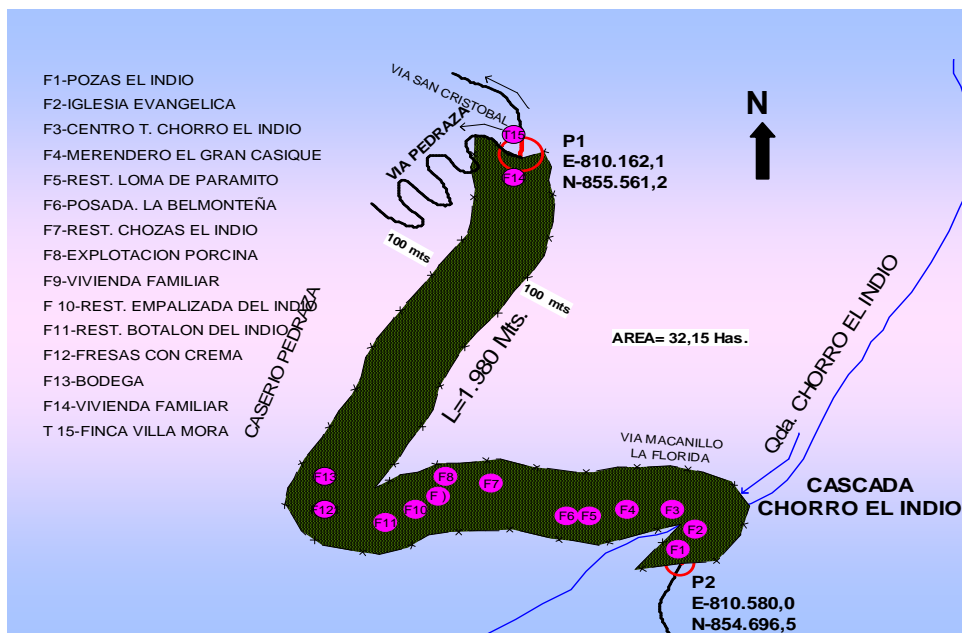 F1-POZAS EL INDIO
F2-IGLESIA EVANGELICA
F3-CENTRO T. CHORRO EL INDIO
F4-MERENDERO EL GRAN CASIQUE
F5-REST. LOMA DE PARAMITO
F6-POSADA. LA BELMONTEÑA
F7-REST. CHOZAS EL INDIO
F8-EXPLOTACION PORCINA
F9-VIVIENDA FAMILIAR
F 10-REST. EMPALIZADA DEL INDIO
F11-REST. BOTALON DEL INDIO
F12-FRESAS CON CREMA
F13-BODEGA
F14-VIVIENDA FAMILIAR
T 15-FINCA VILLA MORA
VIA SAN CRISTOBAL
VIA PEDRAZA
T15
F14
P1
E-810.162,1
N-855.561,2
N
100 mts
100 mts
L=1.980 Mts.
AREA= 32,15 Has.
CASERIO PEDRAZA
Qda. CHORRO EL INDIO
VIA MACANILLO
LA FLORIDA
CASCADA
CHORRO EL INDIO
F13
F12
F11
F10
F )
F8
F7
F6
F5
F4
F3
F2
F1
P2
E-810.580,0
N-854.696,5